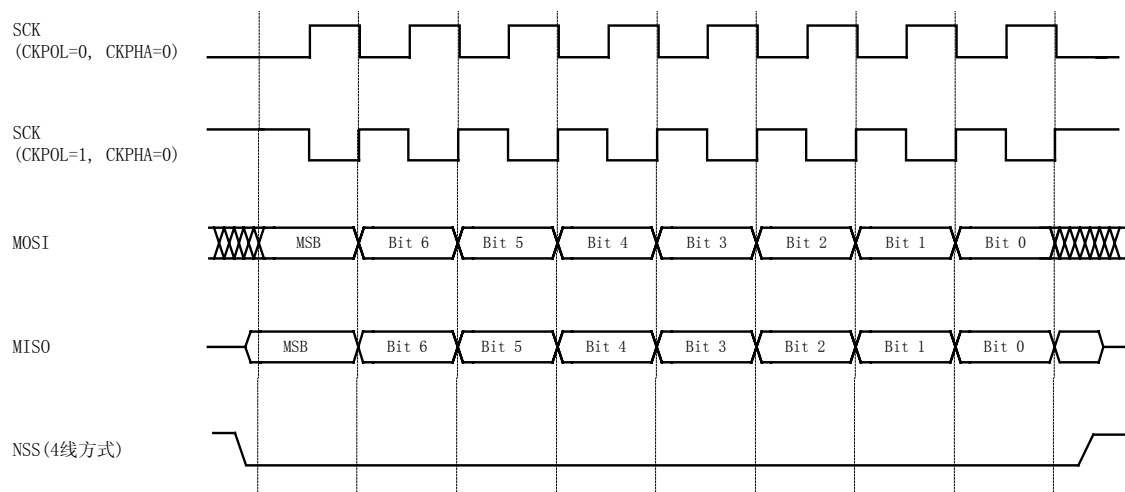 SCK
(CKPOL=0, CKPHA=0)
SCK
(CKPOL=1, CKPHA=0)
MOSI MSB Bit 6 Bit 5 Bit 4 Bit 3 Bit 2 Bit 1 Bit 0
MISO MSB Bit 6 Bit 5 Bit 4 Bit 3 Bit 2 Bit 1 Bit 0
NSS(4线方式)